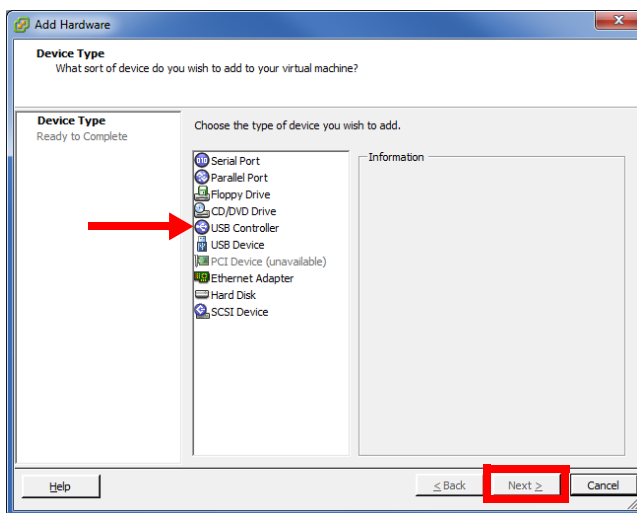 Add Hardware
Device Type
What sort of device do you wish to add to your virtual machine?
Device Type
Ready to Complete
Choose the type of device you wish to add.
Serial Port
Parallel Port
Floppy Drive
CD/DVD Drive
USB Controller
USB Device
PCI Device (unavailable)
Ethernet Adapter
Hard Disk
SCSI Device
Information
Help
< Back
Next >
Cancel